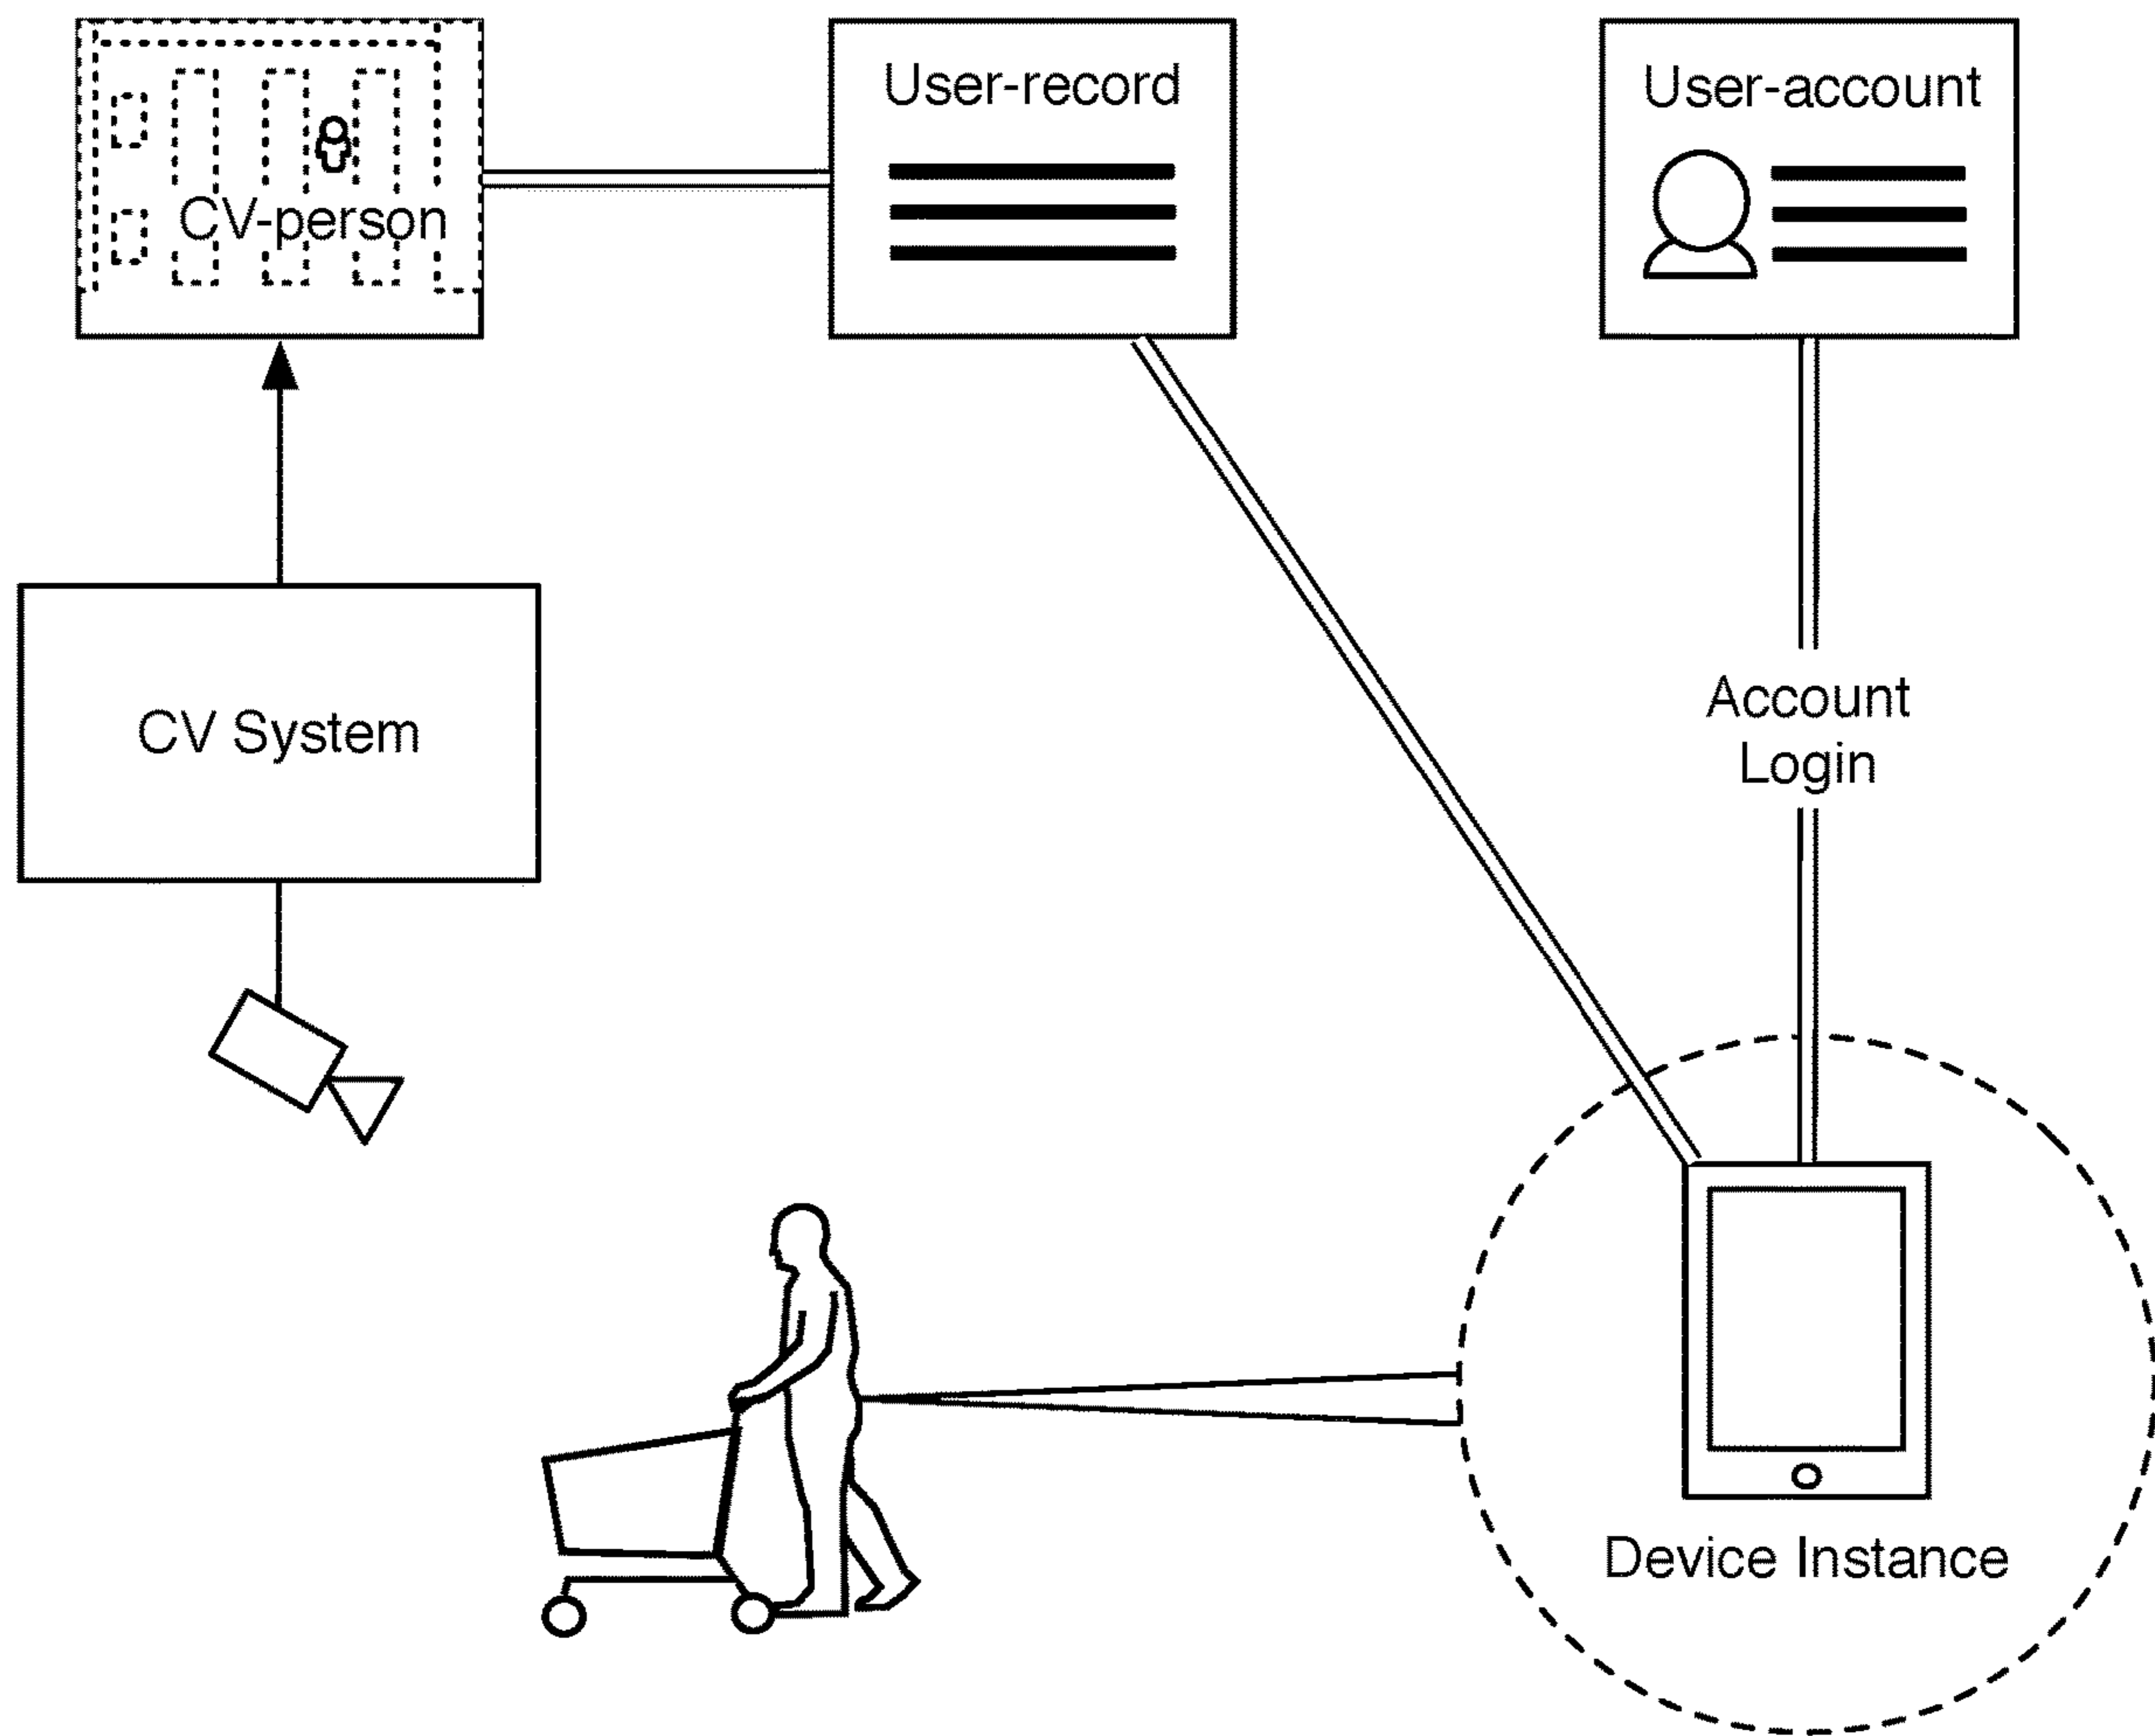 User-record
User-account
CV-person
CV System
Account
Login
Device Instance